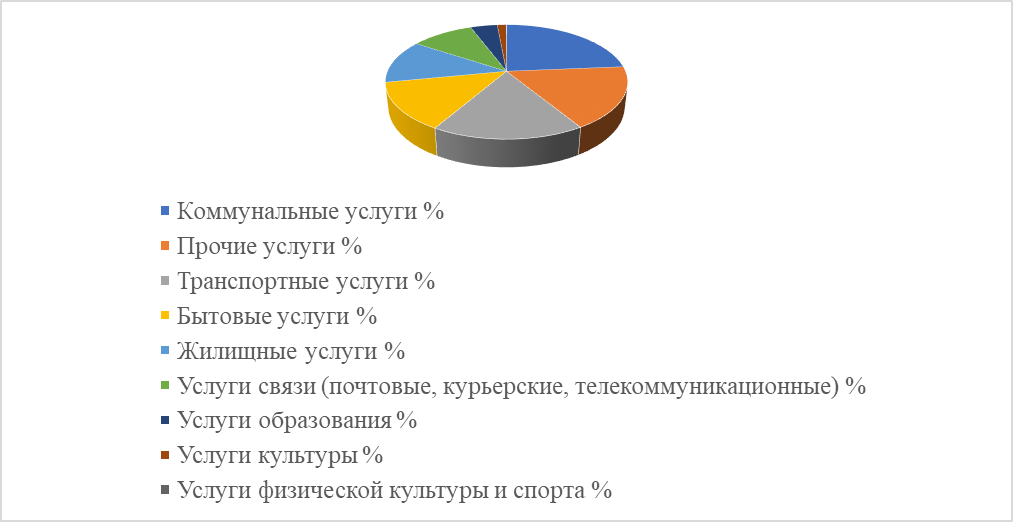 Коммунальные услуги %
Прочие услуги %
Транспортные услуги %
Бытовые услуги %
Жилищные услуги %
Услуги связи (почтовые, курьерские, телекоммуникационные) %
Услуги образования %
Услуги культуры %
Услуги физической культуры и спорта %